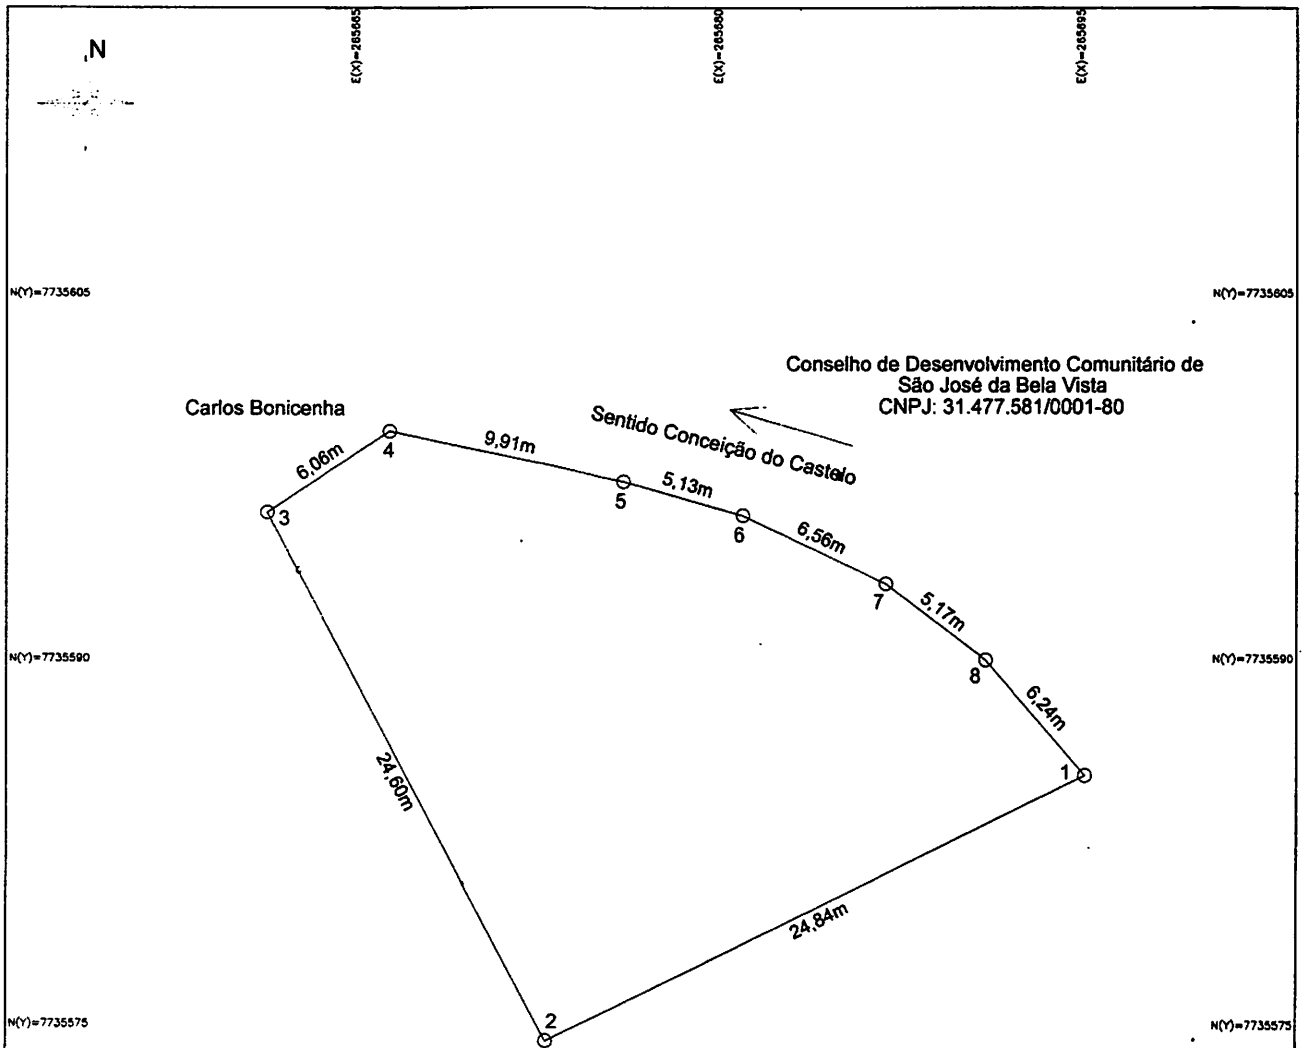 N
E(X)=265665
E(X)=265680
E(X)=265695
N(Y)=7735605
N(Y)=7735605
Conselho de Desenvolvimento Comunitário de
São José da Bela Vista
CNPJ: 31.477.581/0001-80
Carlos Bonicenha
Sentido Conceição do Castelo
4
9,91m
6,06m
3
5
5,13m
6
6,56m
7
5,17m
N(Y)=7735590
N(Y)=7735590
8
6,24m
1
24,60m
24,84m
2
N(Y)=7735575
N(Y)=7735575